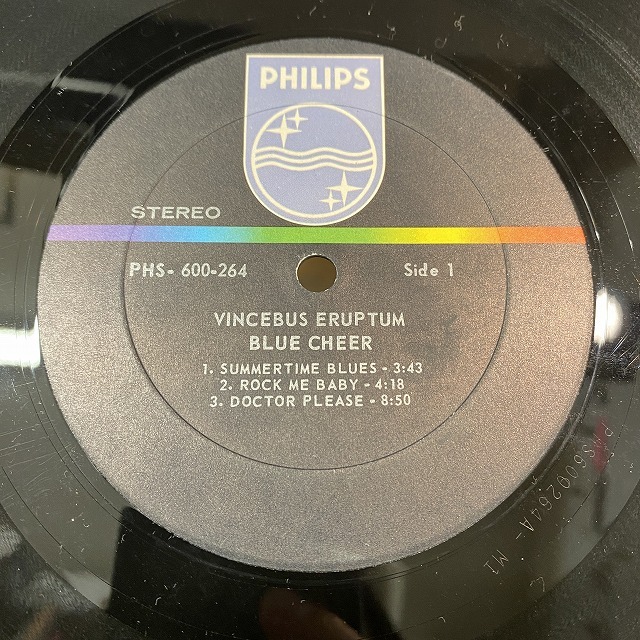 PHILIPS
STEREO
PHS- 600-264 Side 1
VINCEBUS ERUPTUM
BLUE CHEER
1. SUMMERTIME BLUES - 3:43
2. ROCK ME BABY - 4:18
3. DOCTOR PLEASE - 8:50
PHS600264A- M1